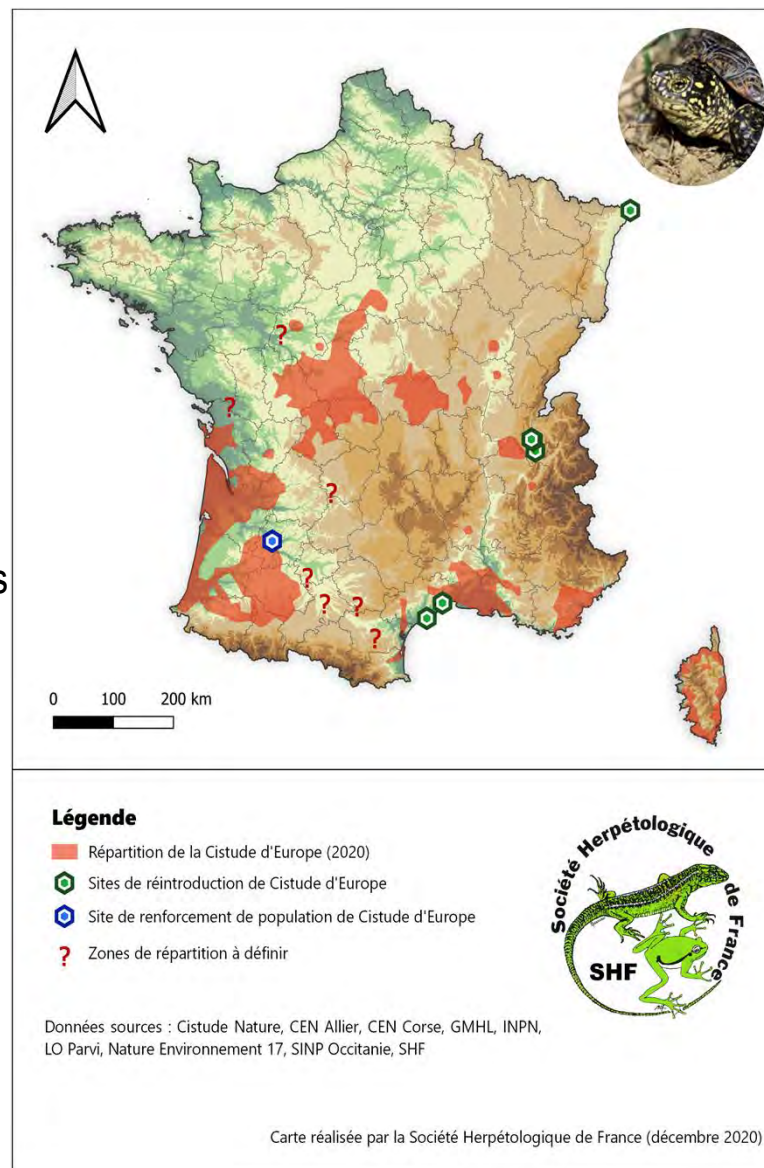 s
?
?
?
?
?
?
?
0 100 200 km
Légende
Répartition de la Cistude d'Europe (2020)
Sites de réintroduction de Cistude d'Europe
Site de renforcement de population de Cistude d'Europe
? Zones de répartition à définir
Société Herpétologique de France
SHF
Données sources : Cistude Nature, CEN Allier, CEN Corse, GMHL, INPN,
LO Parvi, Nature Environnement 17, SINP Occitanie, SHF
Carte réalisée par la Société Herpétologique de France (décembre 2020)